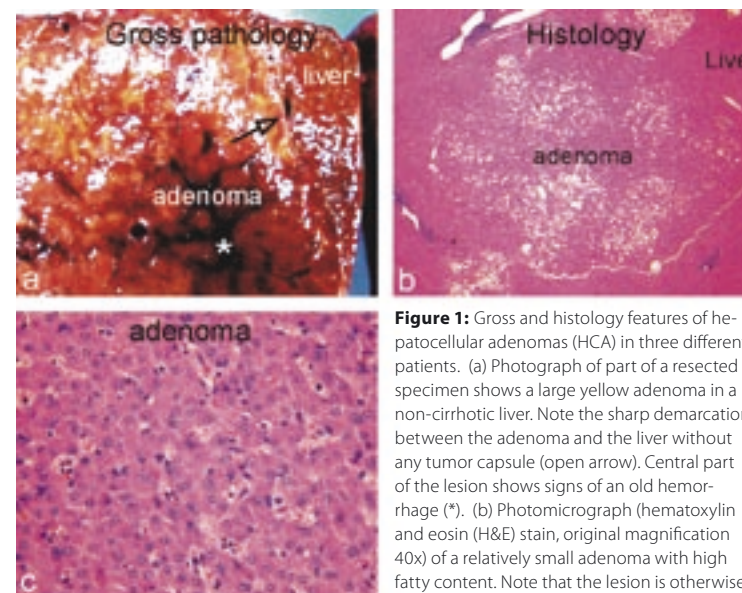 Gross pathology
liver
adenoma
*
a
Histology
Live
adenoma
b
adenoma
c
Figure 1: Gross and histology features of he-
patocellular adenomas (HCA) in three differen
patients. (a) Photograph of part of a resected
specimen shows a large yellow adenoma in a
non-cirrhotic liver. Note the sharp demarcation
between the adenoma and the liver without
any tumor capsule (open arrow). Central part
of the lesion shows signs of an old hemor-
rhage (*). (b) Photomicrograph (hematoxylin
and eosin (H&E) stain, original magnification
40x) of a relatively small adenoma with high
fatty content. Note that the lesion is otherwise